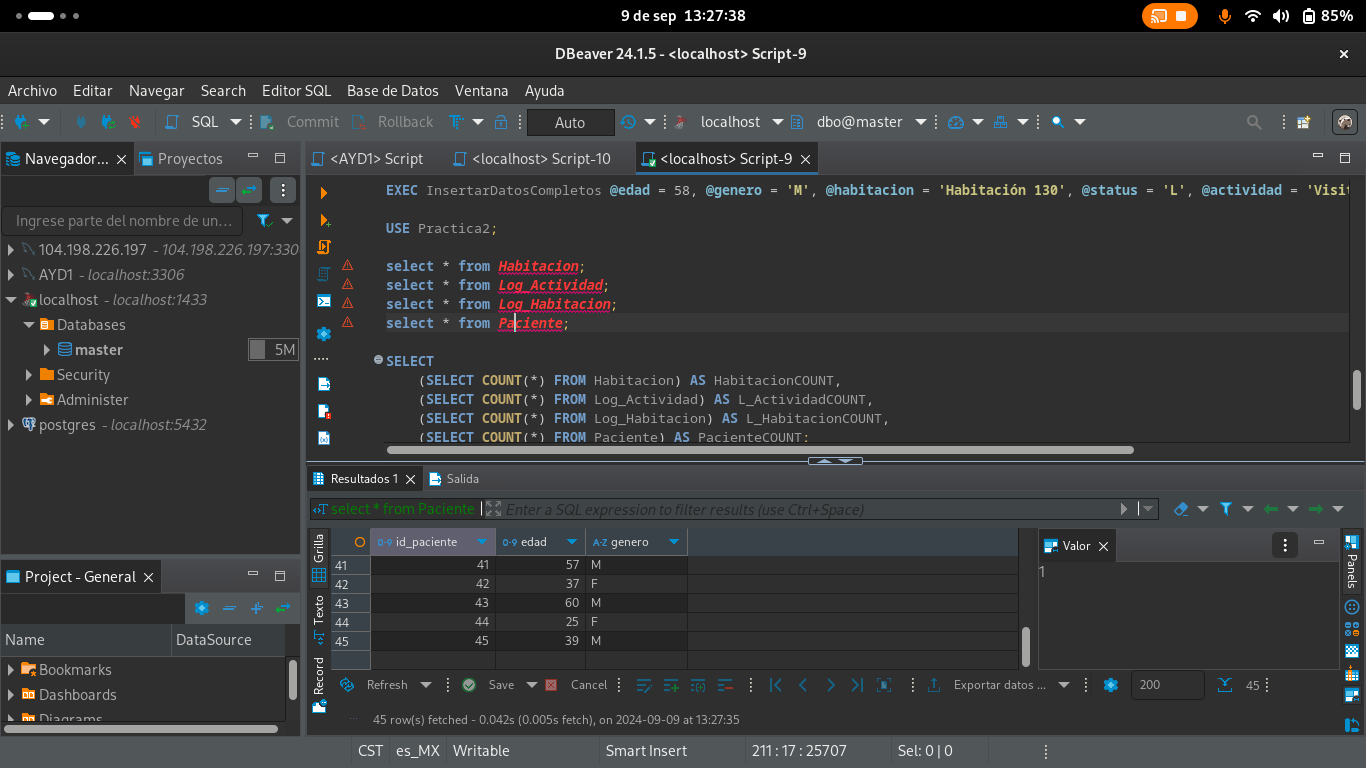 9 de sep 13:27:38
85%
DBeaver 24.1.5 - <localhost> Script-9
Archivo Editar Navegar Search Editor SQL Base de Datos Ventana Ayuda
SQL Commit Rollback Auto localhost dbo@master
Navegador... Proyectos
Ingrese parte del nombre de un...
104.198.226.197 - 104.198.226.197:330
AYD1 - localhost:3306
localhost - localhost:1433
Databases
master 5M
Security
Administer
postgres - localhost:5432
Project - General
Name DataSource
Bookmarks
Dashboards
Diagrams
<AYD1> Script <localhost> Script-10 <localhost> Script-9
EXEC InsertarDatosCompletos @edad = 58, @genero = 'M', @habitacion = 'Habitación 130', @status = 'L', @actividad = 'Visit
USE Practica2;
select * from Habitacion;
select * from Log_Actividad;
select * from Log_Habitacion;
select * from Paciente;
SELECT
(SELECT COUNT(*) FROM Habitacion) AS HabitacionCOUNT,
(SELECT COUNT(*) FROM Log_Actividad) AS L_ActividadCOUNT,
(SELECT COUNT(*) FROM Log_Habitacion) AS L_HabitacionCOUNT,
(SELECT COUNT(*) FROM Paciente) AS PacienteCOUNT;
Resultados 1 Salida
select * from Paciente Enter a SQL expression to filter results (use Ctrl+Space)
Grilla
Texto
Record
id_paciente edad genero
41 41 57 M
42 42 37 F
43 43 60 M
44 44 25 F
45 45 39 M
Valor
1
Panels
Refresh Save Cancel Exportar datos ... 200 45
45 row(s) fetched - 0.042s (0.005s fetch), on 2024-09-09 at 13:27:35
CST es_MX Writable Smart Insert 211 : 17 : 25707 Sel: 0 | 0